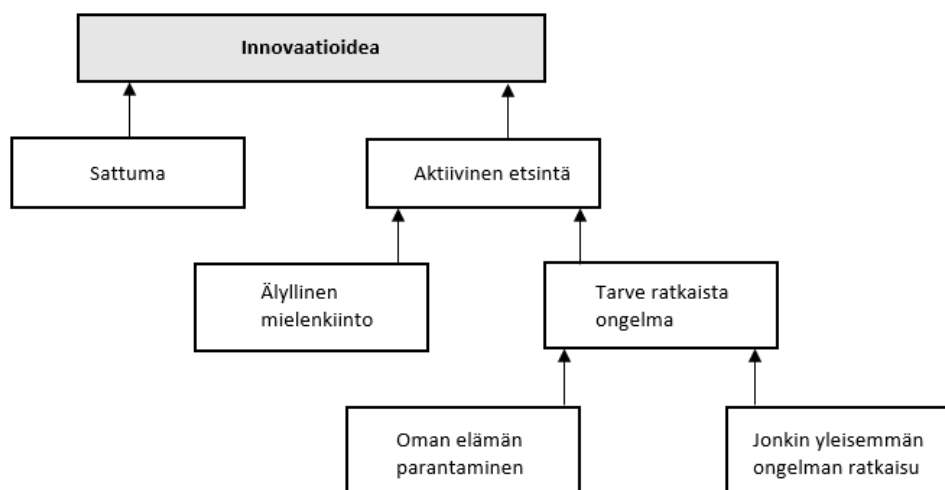 Innovaatioidea
Sattuma
Aktiivinen etsintä
Älyllinen
mielenkiinto
Tarve ratkaista
ongelma
Oman elämän
parantaminen
Jonkin yleisemmän
ongelman ratkaisu